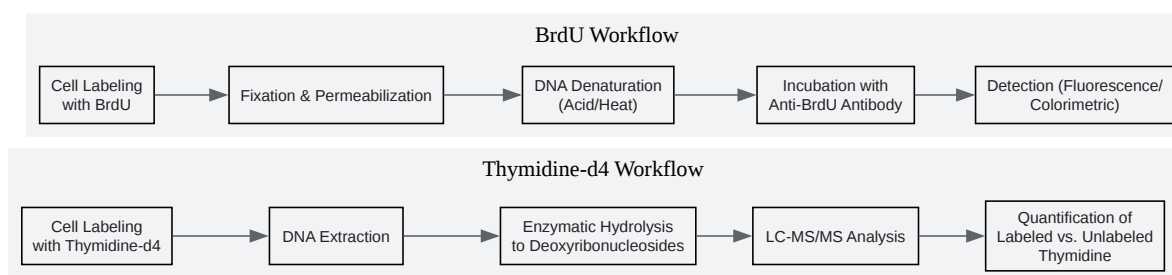 BrdU Workflow
Cell Labeling
with BrdU
Fixation & Permeabilization
DNA Denaturation
(Acid/Heat)
Incubation with
Anti-BrdU Antibody
Detection (Fluorescence/
Colorimetric)
Thymidine-d4 Workflow
Cell Labeling
with Thymidine-d4
DNA Extraction
Enzymatic Hydrolysis
to Deoxyribonucleosides
LC-MS/MS Analysis
Quantification of
Labeled vs. Unlabeled
Thymidine